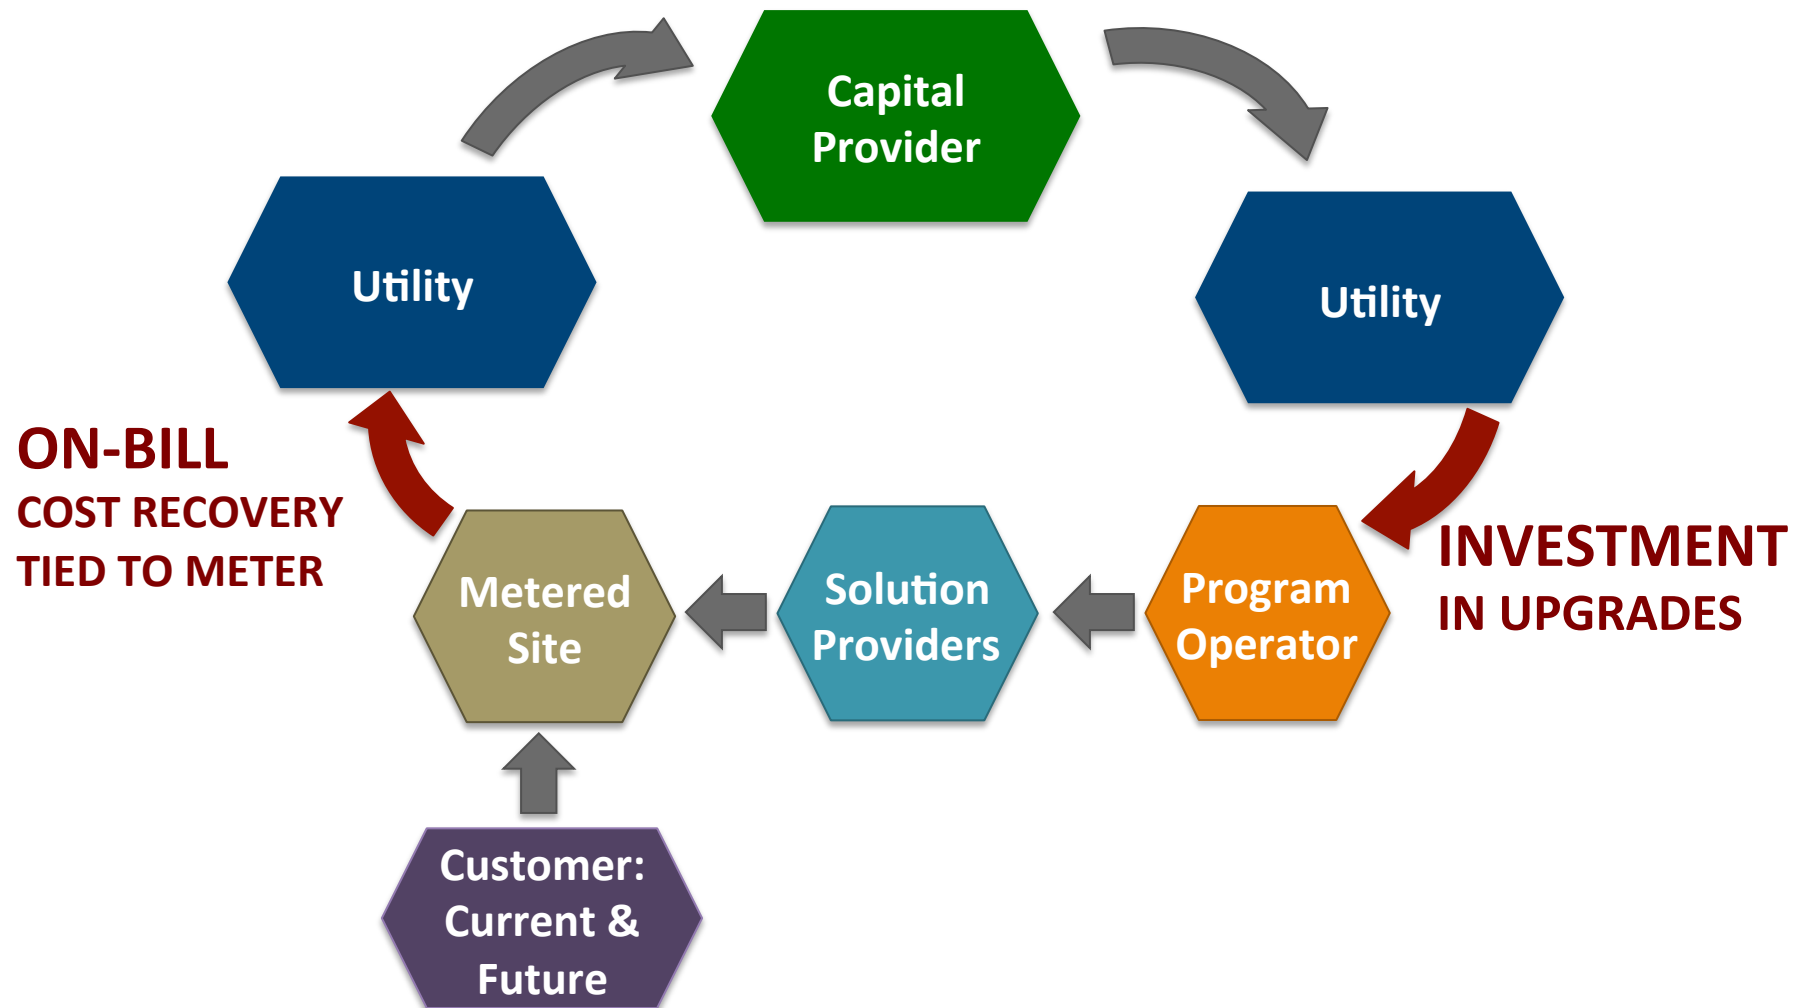 Capital
Provider
Utility
Utility
ON-BILL
COST RECOVERY
TIED TO METER
INVESTMENT
IN UPGRADES
Metered
Site
Solution
Providers
Program
Operator
Customer:
Current &
Future